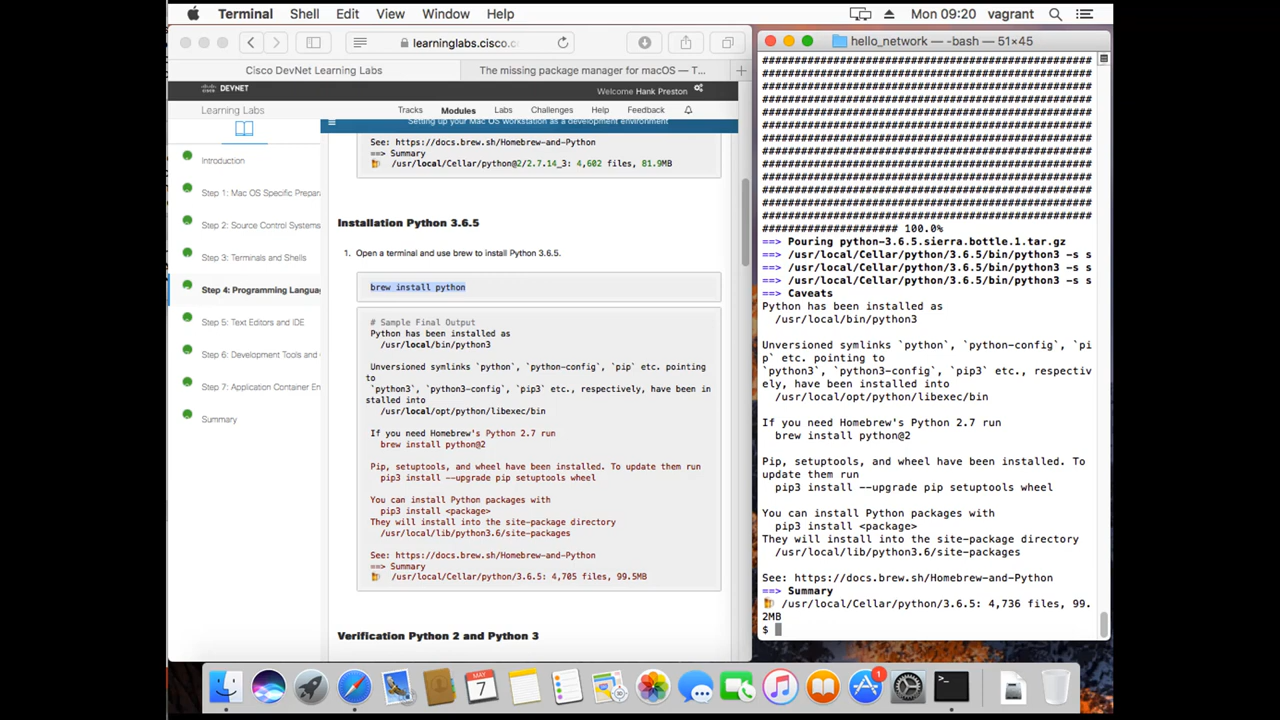 Terminal Shell Edit View Window Help Mon 09:20 vagrant
learninglabs.cisco.c
Cisco DevNet Learning Labs
The missing package manager for macOS — T...
DEVNET
Welcome Hank Preston
Learning Labs
Tracks Modules Labs Challenges Help Feedback
Setting up your Mac OS workstation as a development environment
Introduction
Step 1: Mac OS Specific Prepar
Step 2: Source Control Systems
Step 3: Terminals and Shells
Step 4: Programming Langua
Step 5: Text Editors and IDE
Step 6: Development Tools and
Step 7: Application Container En
Summary
See: https://docs.brew.sh/Homebrew-and-Python
==> Summary
/usr/local/Cellar/python@2/2.7.14_3: 4,602 files, 81.9MB
Installation Python 3.6.5
1. Open a terminal and use brew to install Python 3.6.5.
brew install python
# Sample Final Output
Python has been installed as
/usr/local/bin/python3
Unversioned symlinks `python`, `python-config`, `pip` etc. pointing
to
`python3`, `python3-config`, `pip3` etc., respectively, have been in
stalled into
/usr/local/opt/python/libexec/bin
If you need Homebrew's Python 2.7 run
brew install python@2
Pip, setuptools, and wheel have been installed. To update them run
pip3 install --upgrade pip setuptools wheel
You can install Python packages with
pip3 install <package>
They will install into the site-package directory
/usr/local/lib/python3.6/site-packages
See: https://docs.brew.sh/Homebrew-and-Python
==> Summary
/usr/local/Cellar/python/3.6.5: 4,705 files, 99.5MB
Verification Python 2 and Python 3
hello_network — -bash — 51×45
###################################################
###################################################
###################################################
###################################################
###################################################
###################################################
###################################################
###################################################
###################################################
###################################################
###################################################
###################################################
###################################################
##################### 100.0%
==> Pouring python-3.6.5.sierra.bottle.1.tar.gz
==> /usr/local/Cellar/python/3.6.5/bin/python3 -s s
==> /usr/local/Cellar/python/3.6.5/bin/python3 -s s
==> /usr/local/Cellar/python/3.6.5/bin/python3 -s s
==> Caveats
Python has been installed as
/usr/local/bin/python3
Unversioned symlinks `python`, `python-config`, `pi
p` etc. pointing to
`python3`, `python3-config`, `pip3` etc., respectiv
ely, have been installed into
/usr/local/opt/python/libexec/bin
If you need Homebrew's Python 2.7 run
brew install python@2
Pip, setuptools, and wheel have been installed. To
update them run
pip3 install --upgrade pip setuptools wheel
You can install Python packages with
pip3 install <package>
They will install into the site-package directory
/usr/local/lib/python3.6/site-packages
See: https://docs.brew.sh/Homebrew-and-Python
==> Summary
/usr/local/Cellar/python/3.6.5: 4,736 files, 99.
2MB
$
MAY
7
1
>_